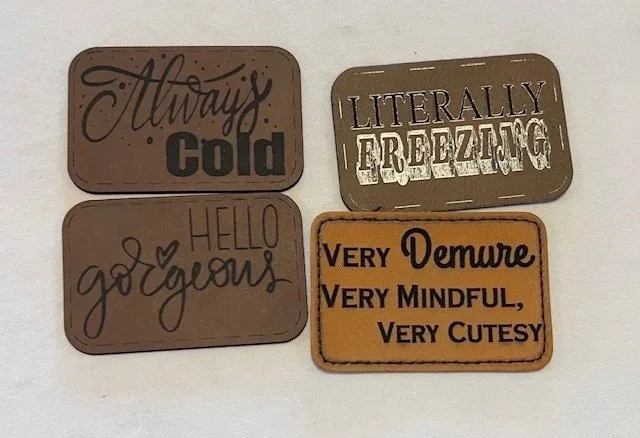 Always
Cold
LITERALLY
FREEZING
HELLO
gorgeous
VERY Demure
VERY MINDFUL,
VERY CUTESY